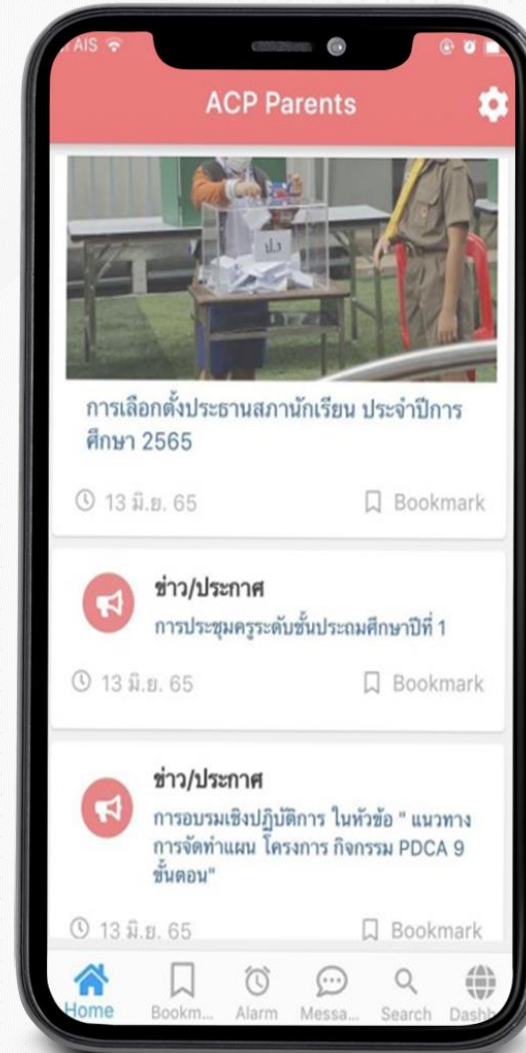 AIS
ACP Parents
ป.3
การเลือกตั้งประธานสภานักเรียน ประจำปีการ
ศึกษา 2565
13 มิ.ย. 65 Bookmark
ข่าว/ประกาศ
การประชุมครูระดับชั้นประถมศึกษาปีที่ 1
13 มิ.ย. 65 Bookmark
ข่าว/ประกาศ
การอบรมเชิงปฏิบัติการ ในหัวข้อ " แนวทาง
การจัดทำแผน โครงการ กิจกรรม PDCA 9
ขั้นตอน"
13 มิ.ย. 65 Bookmark
Home Bookm... Alarm Messa... Search Dashb